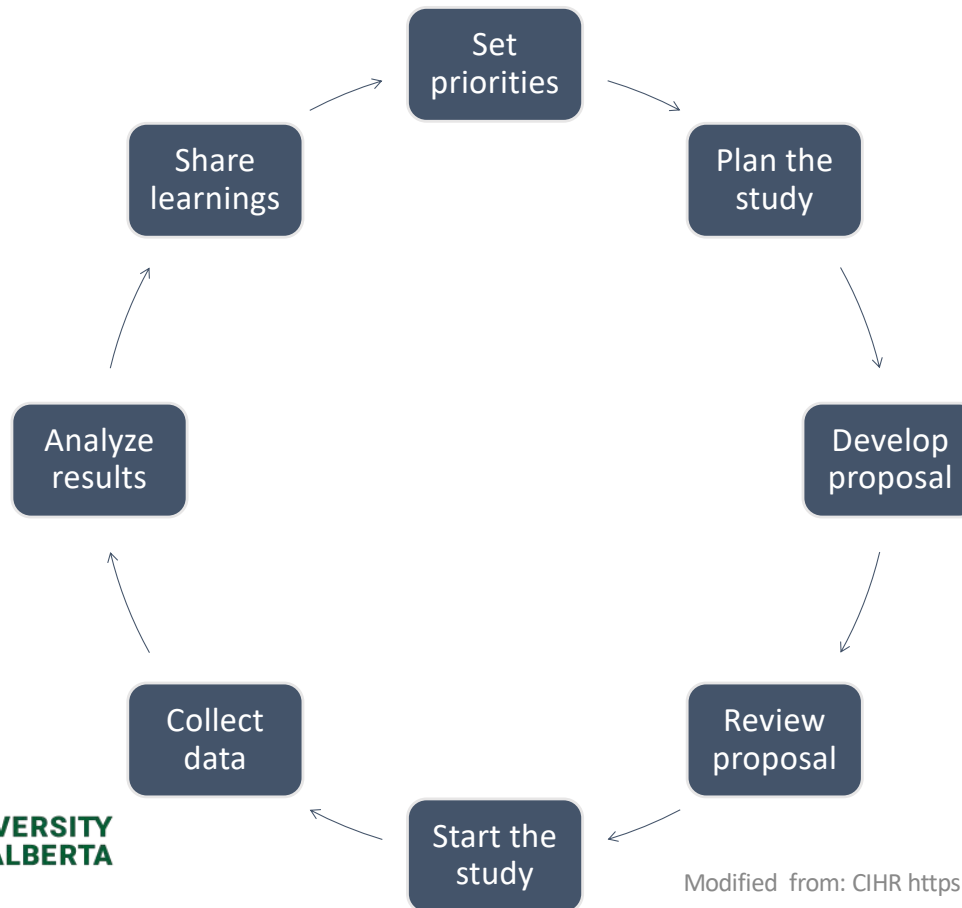 Set
priorities
Plan the
study
Develop
proposal
Review
proposal
Start the
study
Collect
data
Analyze
results
Share
learnings
VERSITY
ALBERTA
Modified from: CIHR https